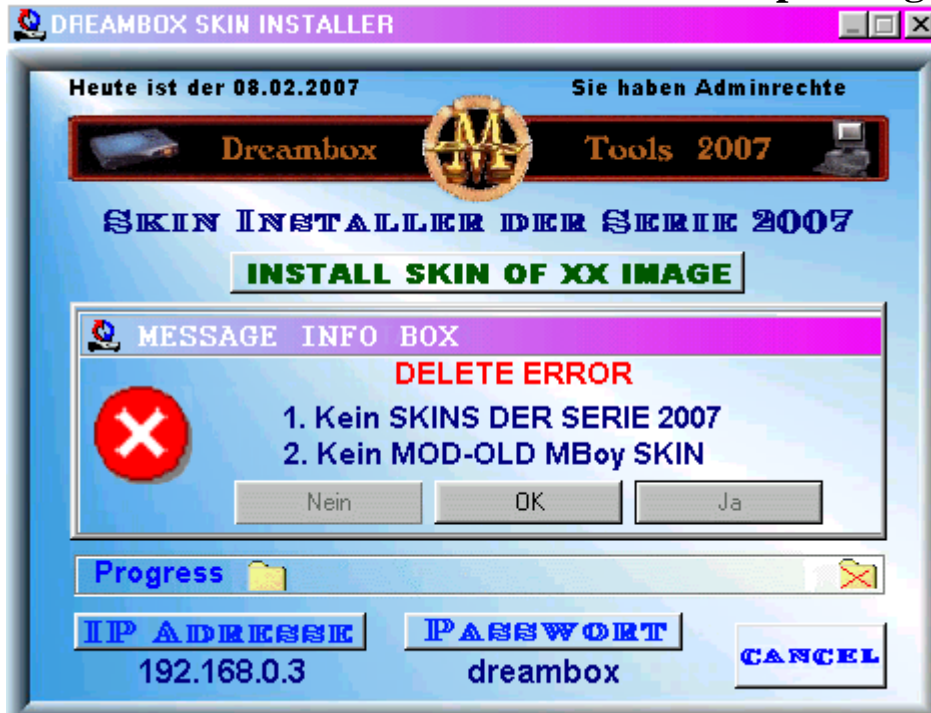 DREAMBOX SKIN INSTALLER
Heute ist der 08.02.2007 Sie haben Adminrechte
Dreambox M Tools 2007
SKIN INSTALLER DER SERIE 2007
INSTALL SKIN OF XX IMAGE
MESSAGE INFO BOX
DELETE ERROR
1. Kein SKINS DER SERIE 2007
2. Kein MOD-OLD MBoy SKIN
Nein OK Ja
Progress
IP ADRESSE PASSWORT
192.168.0.3 dreambox
CANCEL